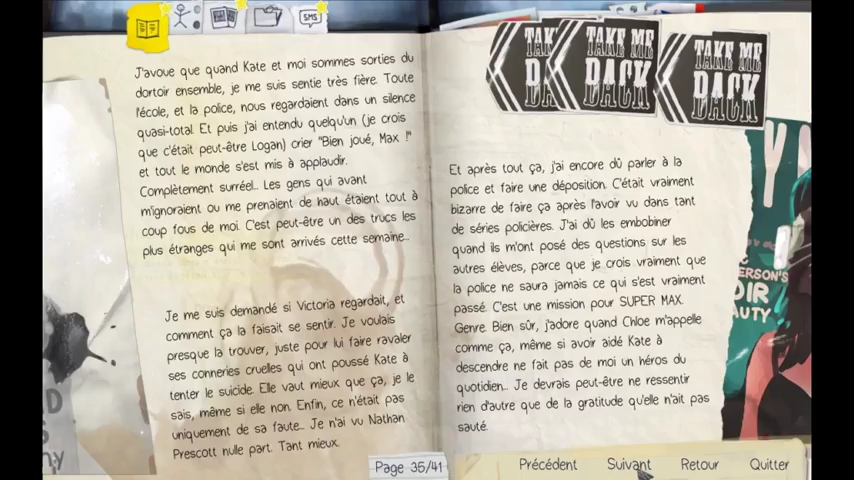 SMS
J'avoue que quand Kate et moi sommes sorties du
dortoir ensemble, je me suis sentie très fière. Toute
l'école, et la police, nous regardaient dans un silence
quasi-total. Et puis j'ai entendu quelqu'un (je crois
que c'était peut-être Logan) crier "Bien joué, Max !"
et tout le monde s'est mis à applaudir.
Complètement surréel... Les gens qui avant
m'ignoraient ou me prenaient de haut étaient tout à
coup fous de moi. C'est peut-être un des trucs les
plus étranges qui me sont arrivés cette semaine...
Je me suis demandé si Victoria regardait, et
comment ça la faisait se sentir. Je voulais
presque la trouver, juste pour lui faire ravaler
ses conneries cruelles qui ont poussé Kate à
tenter le suicide. Elle vaut mieux que ça, je le
sais, même si elle non. Enfin, ce n'était pas
uniquement de sa faute... Je n'ai vu Nathan
Prescott nulle part. Tant mieux.
TAKE ME BACK
TAKE ME BACK
Et après tout ça, j'ai encore dû parler à la
police et faire une déposition. C'était vraiment
bizarre de faire ça après l'avoir vu dans tant
de séries policières. J'ai dû les embobiner
quand ils m'ont posé des questions sur les
autres élèves, parce que je crois vraiment que
la police ne saura jamais ce qui s'est vraiment
passé. C'est une mission pour SUPER MAX.
Genre. Bien sûr, j'adore quand Chloe m'appelle
comme ça, même si avoir aidé Kate à
descendre ne fait pas de moi un héros du
quotidien... Je devrais peut-être ne ressentir
rien d'autre que de la gratitude qu'elle n'ait pas
sauté.
Page 35/41
Précédent Suivant Retour Quitter